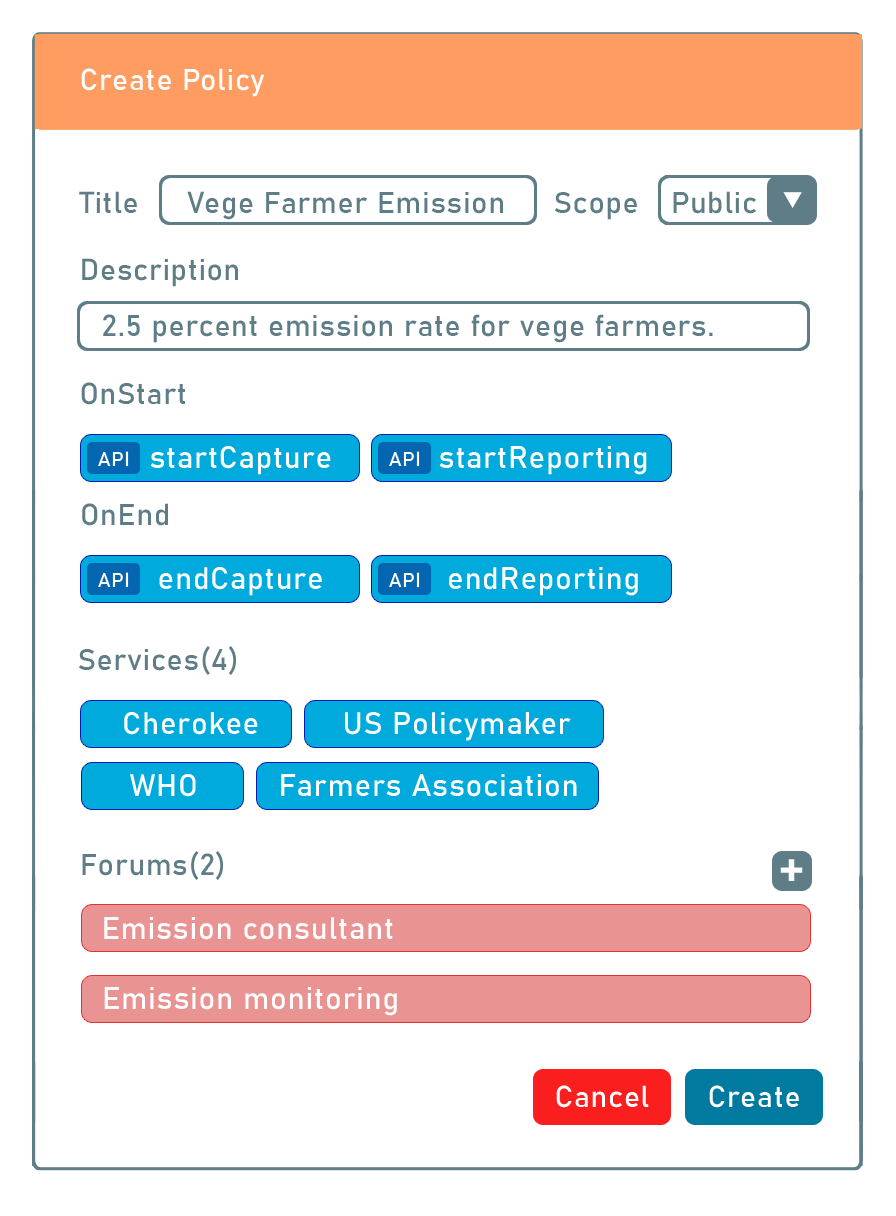 Create Policy
Title Vege Farmer Emission Scope Public
Description
2.5 percent emission rate for vege farmers.
OnStart
API startCapture API startReporting
OnEnd
API endCapture API endReporting
Services(4)
Cherokee US Policymaker
WHO Farmers Association
Forums(2)
Emission consultant
Emission monitoring
Cancel Create